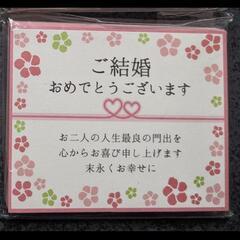 ご結婚
おめでとうございます
お二人の人生最良の門出を
心からお喜び申し上げます
末永くお幸せに